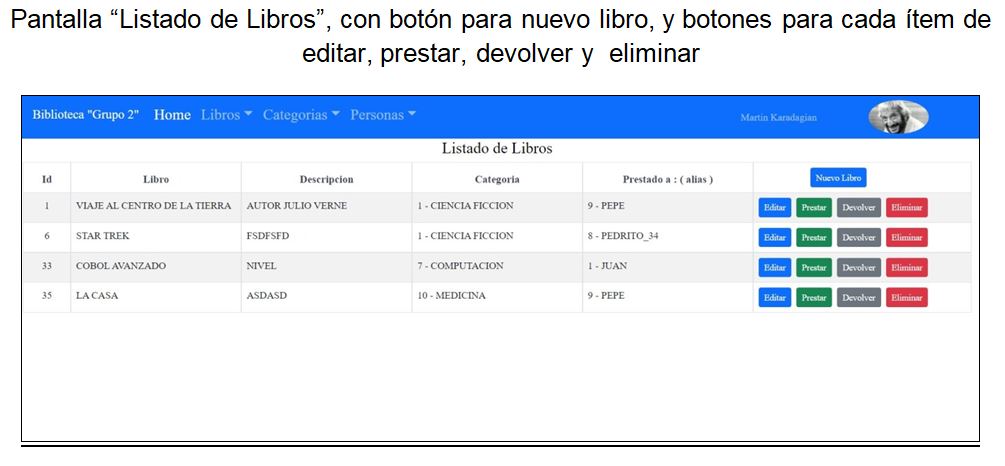 Pantalla “Listado de Libros”, con botón para nuevo libro, y botones para cada ítem de
editar, prestar, devolver y eliminar
Biblioteca "Grupo 2" Home Libros Categorias Personas Martin Karadagian
Listado de Libros
Id Libro Descripcion Categoria Prestado a : ( alias ) Nuevo Libro
1 VIAJE AL CENTRO DE LA TIERRA AUTOR JULIO VERNE 1 - CIENCIA FICCION 9 - PEPE Editar Prestar Devolver Eliminar
6 STAR TREK FSDFSFD 1 - CIENCIA FICCION 8 - PEDRITO_34 Editar Prestar Devolver Eliminar
33 COBOL AVANZADO NIVEL 7 - COMPUTACION 1 - JUAN Editar Prestar Devolver Eliminar
35 LA CASA ASDASD 10 - MEDICINA 9 - PEPE Editar Prestar Devolver Eliminar